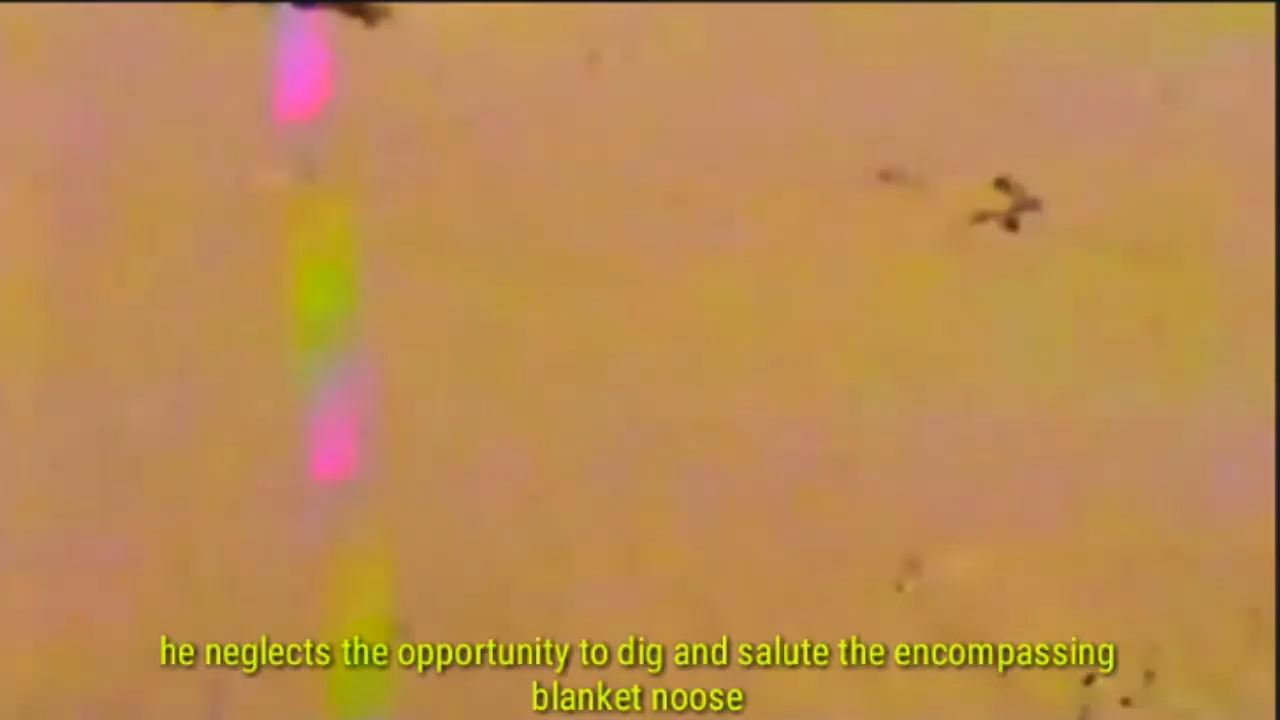 he neglects the opportunity to dig and salute the encompassing
blanket noose